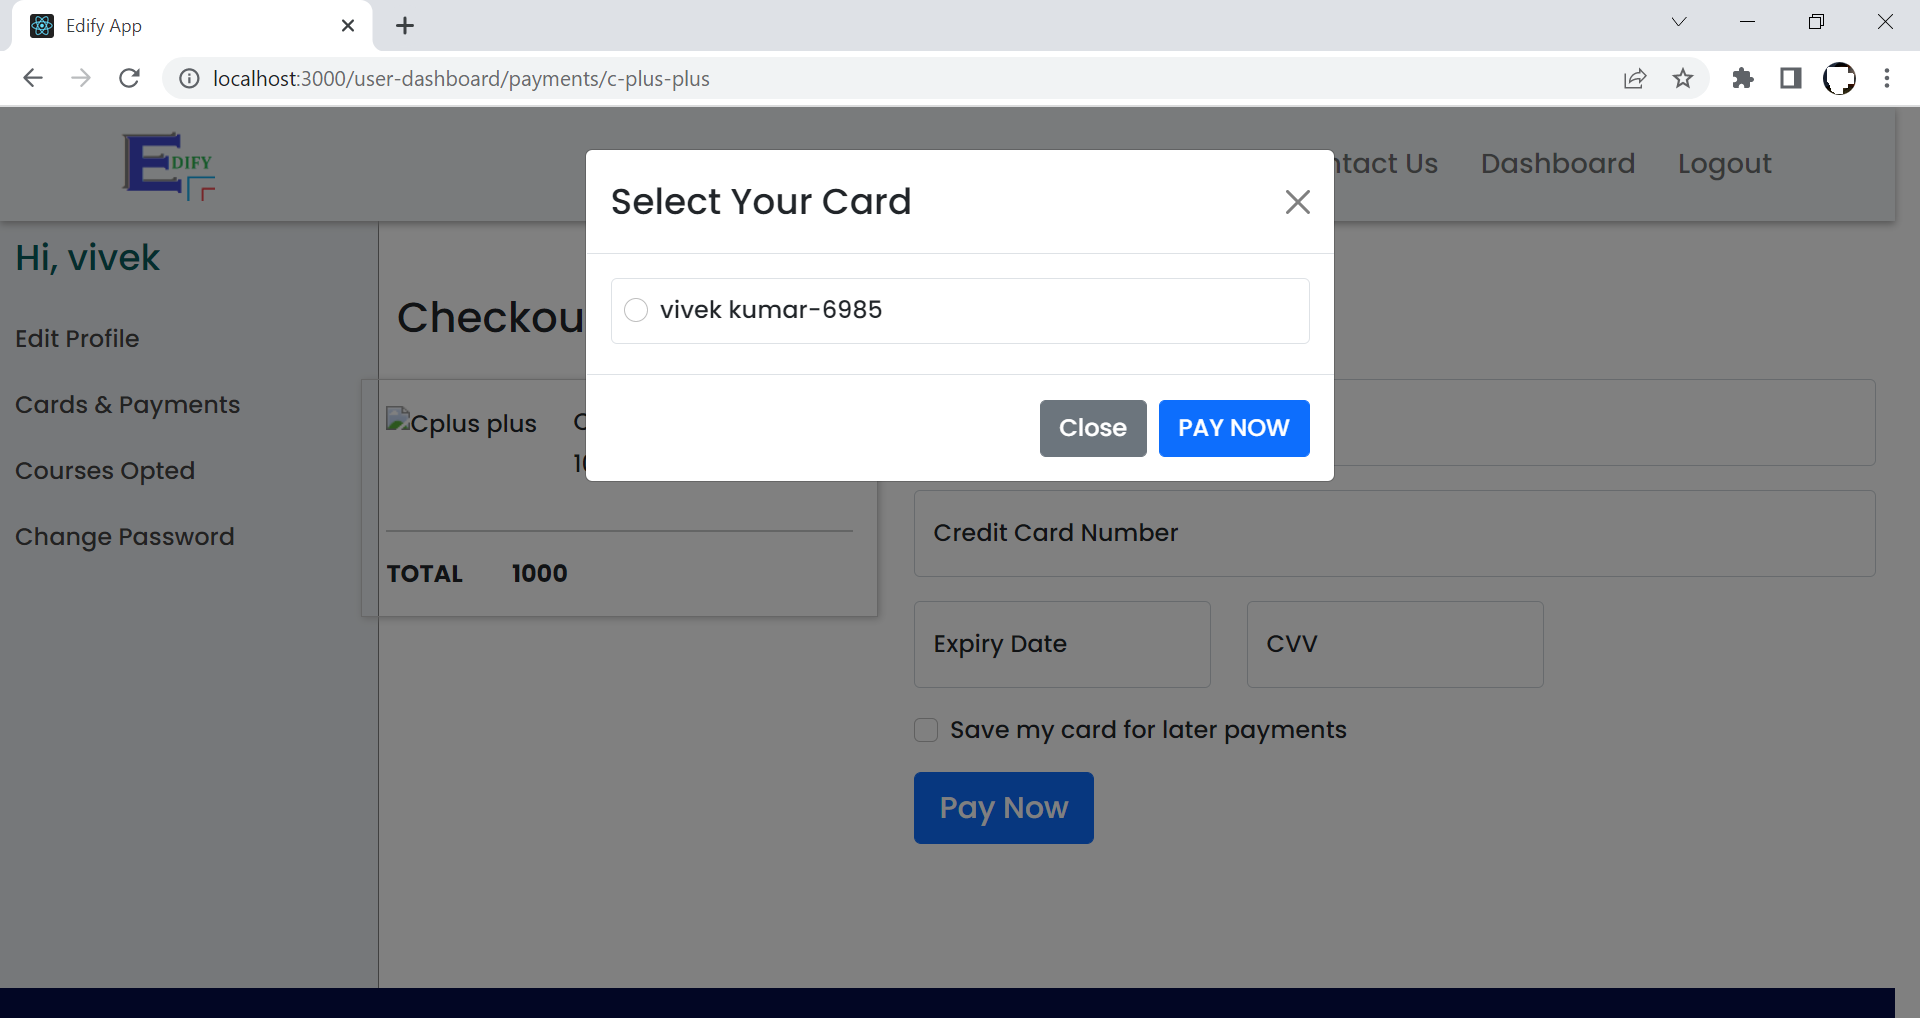 Edify App
localhost:3000/user-dashboard/payments/c-plus-plus
EDIFY
ntact Us Dashboard Logout
Select Your Card
Hi, vivek
vivek kumar-6985
Checkou
Edit Profile
Cards & Payments
Cplus plus
Close PAY NOW
Courses Opted
Change Password
Credit Card Number
TOTAL 1000
Expiry Date CVV
Save my card for later payments
Pay Now